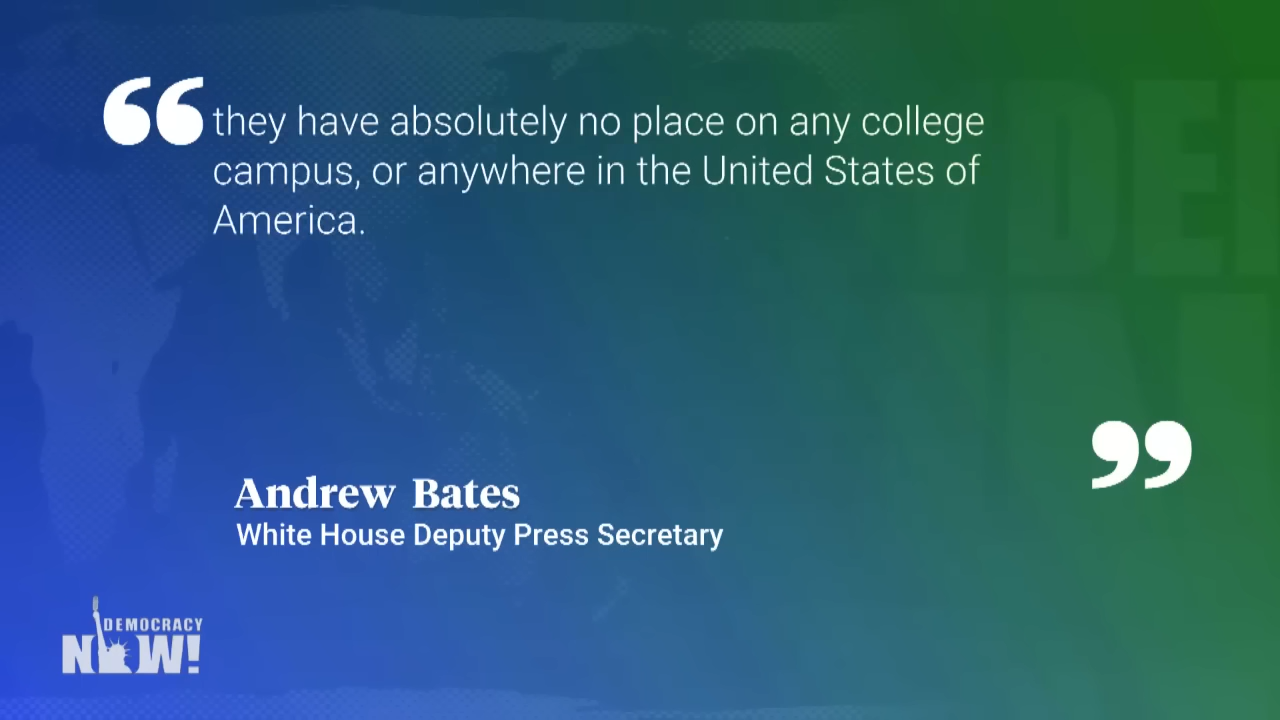 “they have absolutely no place on any college
campus, or anywhere in the United States of
America.
”
Andrew Bates
White House Deputy Press Secretary
DEMOCRACY
NOW!